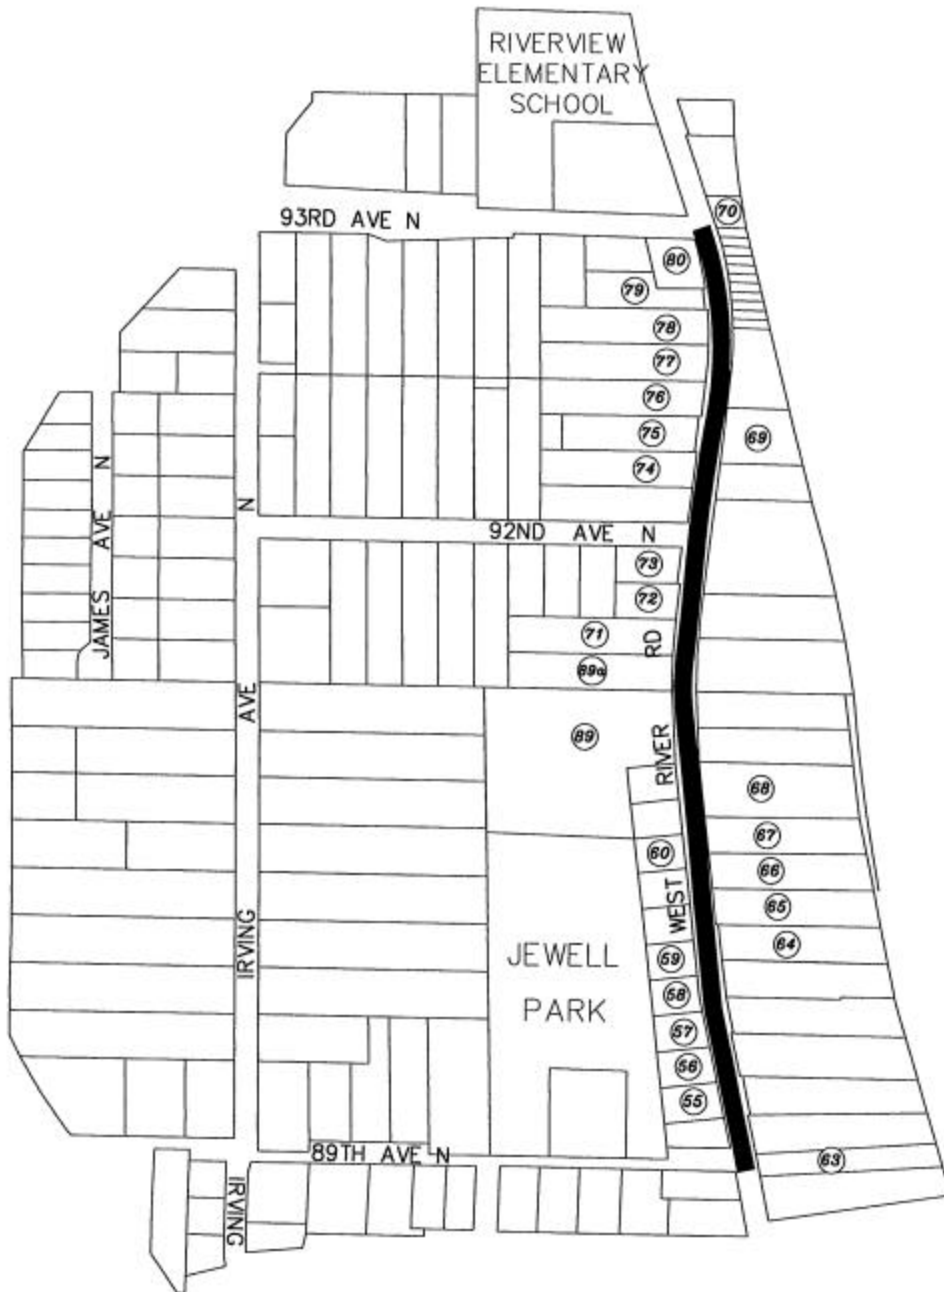 RIVERVIEW
ELEMENTARY
SCHOOL
70
93RD AVE N
80
79
78
77
76
75
69
74
JAMES AVE N
92ND AVE N
73
72
71
89a
89
68
67
60
66
65
64
59
58
57
56
55
WEST RIVER RD
IRVING AVE N
JEWELL
PARK
89TH AVE N
63
IRVING